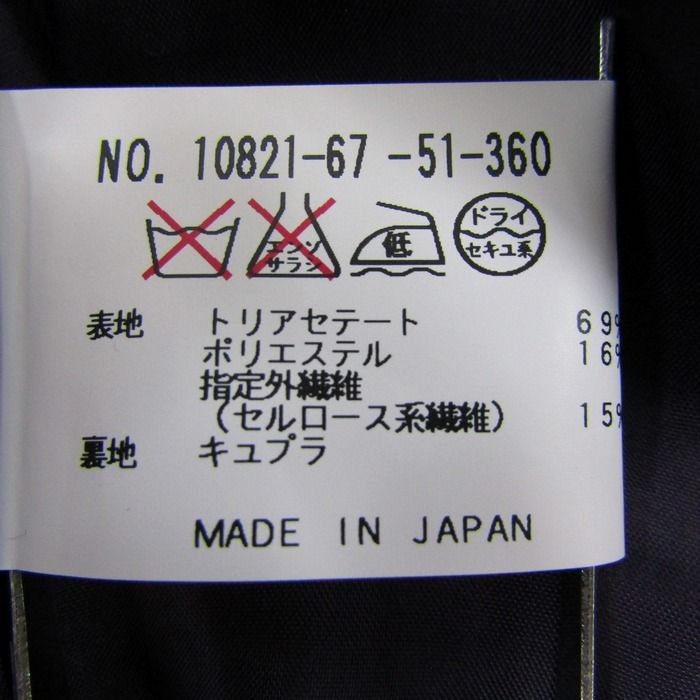 NO. 10821-67 -51-360
エンソ サラシ
低
ドライ セキユ系
表地 トリアセテート 69%
ポリエステル 16%
指定外繊維
（セルロース系繊維） 15%
裏地 キュプラ
MADE IN JAPAN